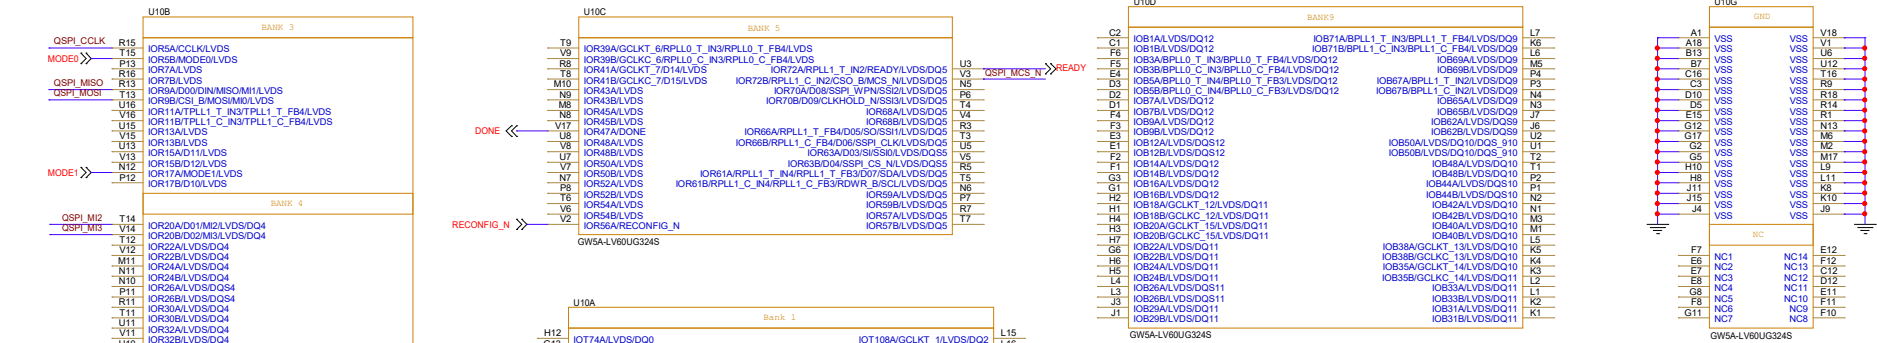 U10B
BANK 3
QSPI_CCLK R15 IOR5A/CCLK/LVDS
MODE0 T15 IOR5B/MODE0/LVDS
P13 IOR7A/LVDS
R16 IOR7B/LVDS
QSPI_MISO R13 IOR9A/D00/DIN/MISO/MI1/LVDS
QSPI_MOSI T13 IOR9B/CSI_B/MOSI/MI0/LVDS
U16 IOR11A/TPLL1_T_IN3/TPLL1_T_FB4/LVDS
V16 IOR11B/TPLL1_C_IN3/TPLL1_C_FB4/LVDS
U15 IOR13A/LVDS
V15 IOR13B/LVDS
U13 IOR15A/D11/LVDS
V13 IOR15B/D12/LVDS
MODE1 N12 IOR17A/MODE1/LVDS
P12 IOR17B/D10/LVDS
BANK 4
QSPI_MI2 T14 IOR20A/D01/MI2/LVDS/DQ4
QSPI_MI3 V14 IOR20B/D02/MI3/LVDS/DQ4
T12 IOR22A/LVDS/DQ4
V12 IOR22B/LVDS/DQ4
M11 IOR24A/LVDS/DQ4
N11 IOR24B/LVDS/DQ4
N10 IOR26A/LVDS/DQS4
P11 IOR26B/LVDS/DQS4
R11 IOR30A/LVDS/DQ4
T11 IOR30B/LVDS/DQ4
U11 IOR32A/LVDS/DQ4
V11 IOR32B/LVDS/DQ4
U10C
BANK 5
T9 IOR39A/GCLKT_6/RPLL0_T_IN3/RPLL0_T_FB4/LVDS
V9 IOR39B/GCLKC_6/RPLL0_C_IN3/RPLL0_C_FB4/LVDS
R8 IOR41A/GCLKT_7/D14/LVDS IOR72A/RPLL1_T_IN2/READY/LVDS/DQ5 U3 READY
T8 IOR41B/GCLKC_7/D15/LVDS IOR72B/RPLL1_C_IN2/CSO_B/MCS_N/LVDS/DQ5 V3 QSPI_MCS_N
M10 IOR43A/LVDS IOR70A/D08/SSPI_WPN/SSI2/LVDS/DQ5 N5
N9 IOR43B/LVDS IOR70B/D09/CLKHOLD_N/SSI3/LVDS/DQ5 P6
M8 IOR45A/LVDS IOR68A/LVDS/DQ5 T4
N8 IOR45B/LVDS IOR68B/LVDS/DQ5 V4
DONE V17 IOR47A/DONE IOR66A/RPLL1_T_FB4/D05/SO/SSI1/LVDS/DQ5 R3
U8 IOR48A/LVDS IOR66B/RPLL1_C_FB4/D06/SSPI_CLK/LVDS/DQ5 T3
V8 IOR48B/LVDS IOR63A/D03/SI/SSI0/LVDS/DQS5 U5
U7 IOR50A/LVDS IOR63B/D04/SSPI_CS_N/LVDS/DQS5 V5
V7 IOR50B/LVDS IOR61A/RPLL1_T_IN4/RPLL1_T_FB3/D07/SDA/LVDS/DQ5 R5
N7 IOR52A/LVDS IOR61B/RPLL1_C_IN4/RPLL1_C_FB3/RDWR_B/SCL/LVDS/DQ5 T5
P8 IOR52B/LVDS IOR59A/LVDS/DQ5 N6
T6 IOR54A/LVDS IOR59B/LVDS/DQ5 P7
V6 IOR54B/LVDS IOR57A/LVDS/DQ5 R7
RECONFIG_N V2 IOR56A/RECONFIG_N IOR57B/LVDS/DQ5 T7
GW5A-LV60UG324S
U10A
Bank 1
H12 IOT74A/LVDS/DQ0 IOT108A/GCLKT_1/LVDS/DQ2 L15
U10D
BANK9
C2 IOB1A/LVDS/DQ12 IOB71A/BPLL1_T_IN3/BPLL1_T_FB4/LVDS/DQ9 L7
C1 IOB1B/LVDS/DQ12 IOB71B/BPLL1_C_IN3/BPLL1_C_FB4/LVDS/DQ9 K6
F6 IOB3A/BPLL0_T_IN3/BPLL0_T_FB4/LVDS/DQ12 IOB69A/LVDS/DQ9 L6
F5 IOB3B/BPLL0_C_IN3/BPLL0_C_FB4/LVDS/DQ12 IOB69B/LVDS/DQ9 M5
E4 IOB5A/BPLL0_T_IN4/BPLL0_T_FB3/LVDS/DQ12 IOB67A/BPLL1_T_IN2/LVDS/DQ9 P4
D3 IOB5B/BPLL0_C_IN4/BPLL0_C_FB3/LVDS/DQ12 IOB67B/BPLL1_C_IN2/LVDS/DQ9 P3
D2 IOB7A/LVDS/DQ12 IOB65A/LVDS/DQ9 N4
D1 IOB7B/LVDS/DQ12 IOB65B/LVDS/DQ9 N3
F4 IOB9A/LVDS/DQ12 IOB62A/LVDS/DQS9 J7
F3 IOB9B/LVDS/DQ12 IOB62B/LVDS/DQS9 J6
E3 IOB12A/LVDS/DQS12 IOB50A/LVDS/DQ10/DQS_910 U2
E1 IOB12B/LVDS/DQS12 IOB50B/LVDS/DQ10/DQS_910 U1
F2 IOB14A/LVDS/DQ12 IOB48A/LVDS/DQ10 T2
F1 IOB14B/LVDS/DQ12 IOB48B/LVDS/DQ10 T1
G3 IOB16A/LVDS/DQ12 IOB44A/LVDS/DQS10 P2
G1 IOB16B/LVDS/DQ12 IOB44B/LVDS/DQS10 P1
H2 IOB18A/GCLKT_12/LVDS/DQ11 IOB42A/LVDS/DQ10 N2
H1 IOB18B/GCLKC_12/LVDS/DQ11 IOB42B/LVDS/DQ10 N1
H4 IOB20A/GCLKT_15/LVDS/DQ11 IOB40A/LVDS/DQ10 M3
H3 IOB20B/GCLKC_15/LVDS/DQ11 IOB40B/LVDS/DQ10 M1
H7 IOB22A/LVDS/DQ11 IOB38A/GCLKT_13/LVDS/DQ10 L5
G6 IOB22B/LVDS/DQ11 IOB38B/GCLKC_13/LVDS/DQ10 K5
H6 IOB24A/LVDS/DQ11 IOB35A/GCLKT_14/LVDS/DQ10 K4
H5 IOB24B/LVDS/DQ11 IOB35B/GCLKC_14/LVDS/DQ10 K3
L4 IOB26A/LVDS/DQS11 IOB33A/LVDS/DQ11 L2
L3 IOB26B/LVDS/DQS11 IOB33B/LVDS/DQ11 L1
J3 IOB29A/LVDS/DQ11 IOB31A/LVDS/DQ11 K2
J1 IOB29B/LVDS/DQ11 IOB31B/LVDS/DQ11 K1
GW5A-LV60UG324S
U10G
GND
A1 VSS VSS V18
A18 VSS VSS V1
B13 VSS VSS U6
B7 VSS VSS U12
C16 VSS VSS T16
C3 VSS VSS R9
D10 VSS VSS R18
D5 VSS VSS R14
E15 VSS VSS R1
G12 VSS VSS N13
G17 VSS VSS M6
G2 VSS VSS M2
G5 VSS VSS M17
H10 VSS VSS L9
H8 VSS VSS L11
J11 VSS VSS K8
J15 VSS VSS K10
J4 VSS VSS J9
NC
F7 NC1 NC14 E12
E6 NC2 NC13 F12
E7 NC3 NC12 C12
E8 NC4 NC11 D12
G8 NC5 NC10 E11
F8 NC6 NC9 F11
G11 NC7 NC8 F10
GW5A-LV60UG324S